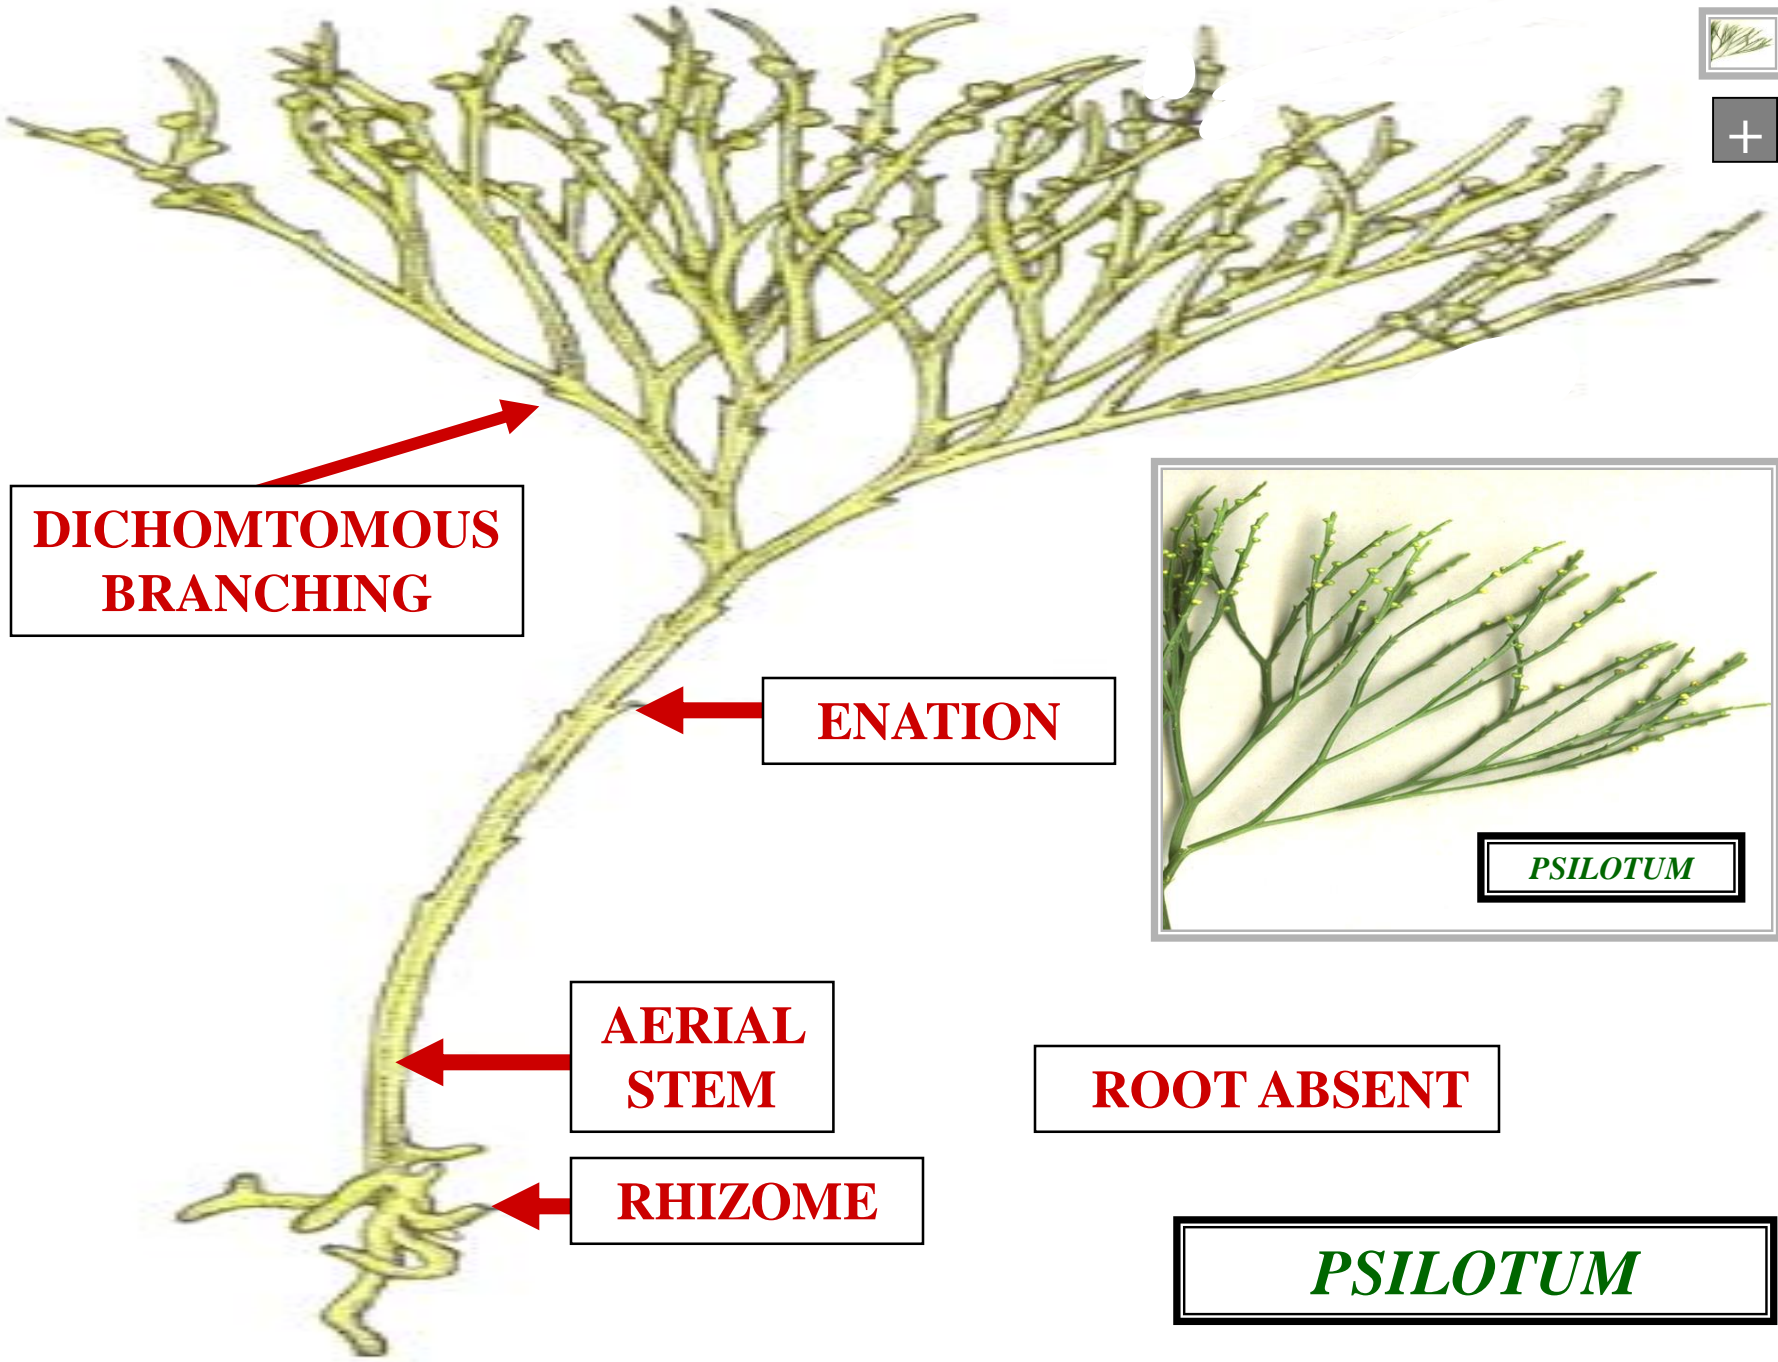 DICHOMTOMOUS
BRANCHING
ENATION
PSILOTUM
AERIAL
STEM
ROOT ABSENT
RHIZOME
PSILOTUM